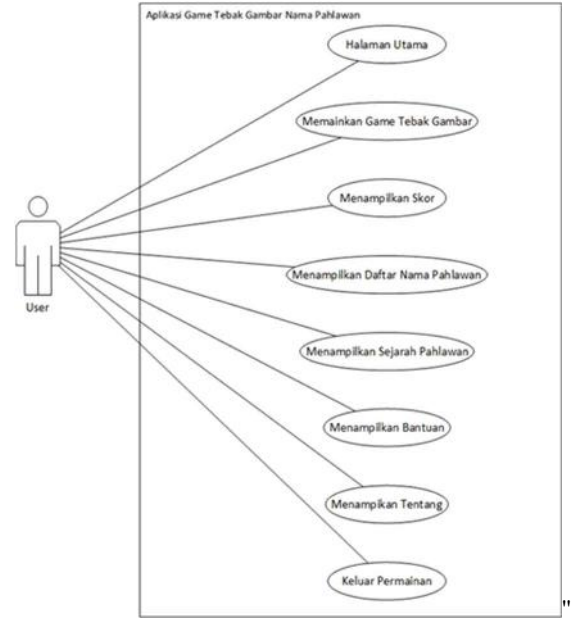 Aplikasi Game Tebak Gambar Nama Pahlawan
Halaman Utama
Memainkan Game Tebak Gambar
Menampilkan Skor
Menampilkan Daftar Nama Pahlawan
User
Menampilkan Sejarah Pahlawan
Menampilkan Bantuan
Menampikan Tentang
Keluar Permainan
"